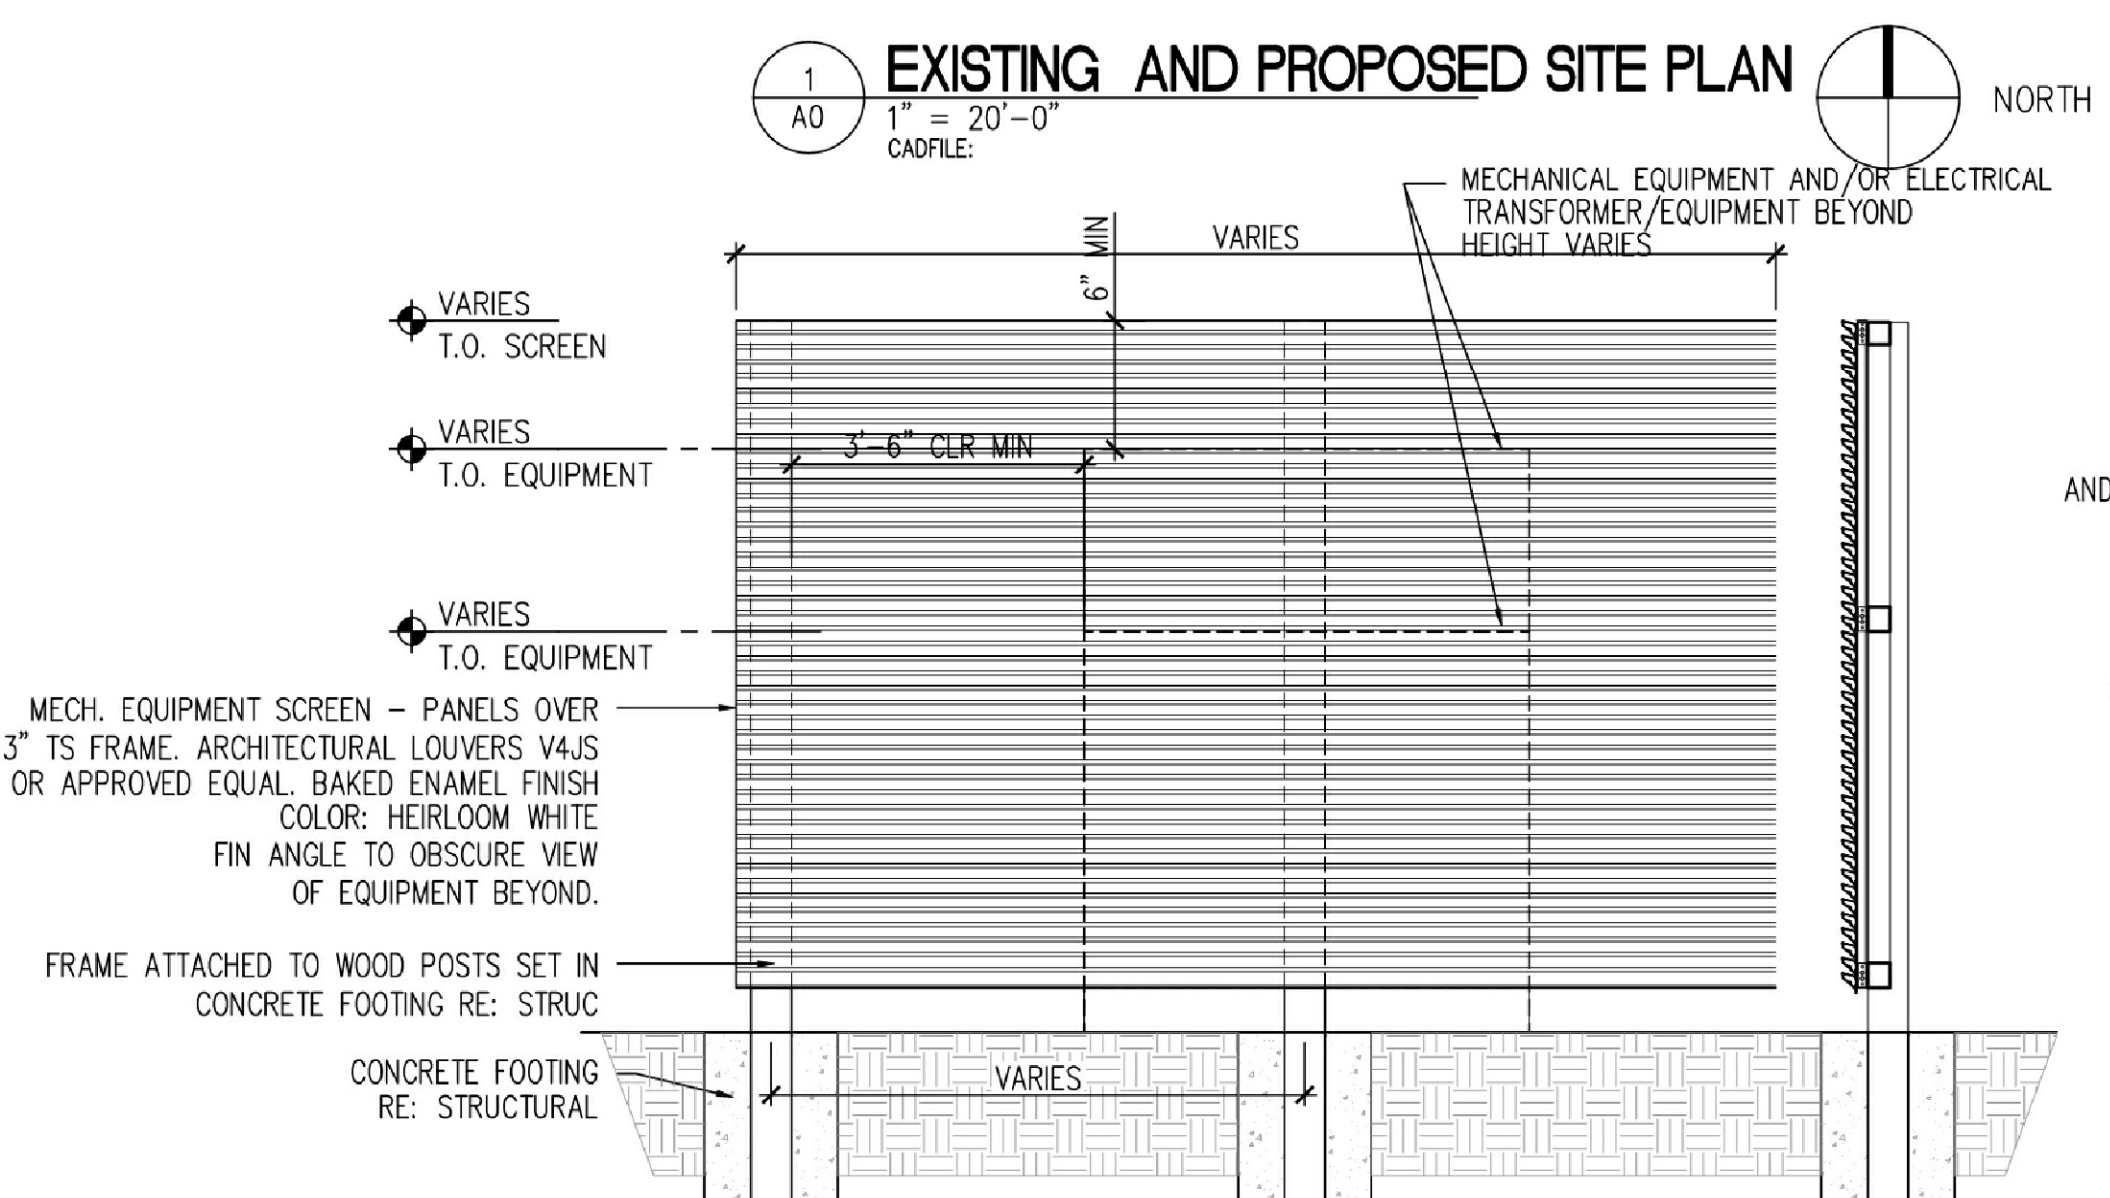 1
A0
EXISTING AND PROPOSED SITE PLAN
1" = 20'-0"
CADFILE:
NORTH
MECHANICAL EQUIPMENT AND/OR ELECTRICAL
TRANSFORMER/EQUIPMENT BEYOND
HEIGHT VARIES
VARIES
6" MIN
VARIES
T.O. SCREEN
VARIES
T.O. EQUIPMENT
3'-6" CLR MIN
AND
VARIES
T.O. EQUIPMENT
MECH. EQUIPMENT SCREEN - PANELS OVER
3" TS FRAME. ARCHITECTURAL LOUVERS V4JS
OR APPROVED EQUAL. BAKED ENAMEL FINISH
COLOR: HEIRLOOM WHITE
FIN ANGLE TO OBSCURE VIEW
OF EQUIPMENT BEYOND.
FRAME ATTACHED TO WOOD POSTS SET IN
CONCRETE FOOTING RE: STRUC
CONCRETE FOOTING
RE: STRUCTURAL
VARIES